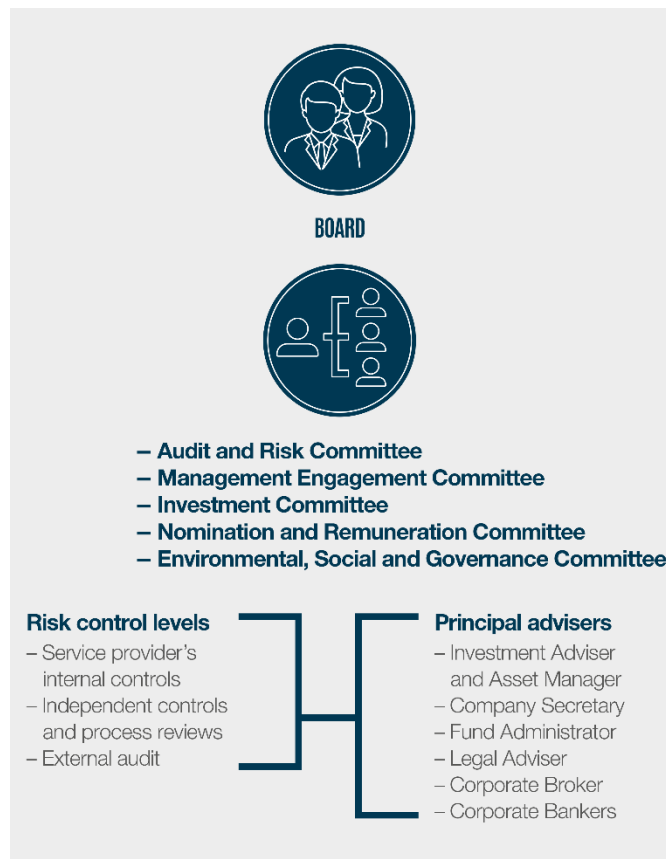 BOARD
– Audit and Risk Committee
– Management Engagement Committee
– Investment Committee
– Nomination and Remuneration Committee
– Environmental, Social and Governance Committee
Risk control levels
– Service provider’s
internal controls
– Independent controls
and process reviews
– External audit
Principal advisers
– Investment Adviser
and Asset Manager
– Company Secretary
– Fund Administrator
– Legal Adviser
– Corporate Broker
– Corporate Bankers